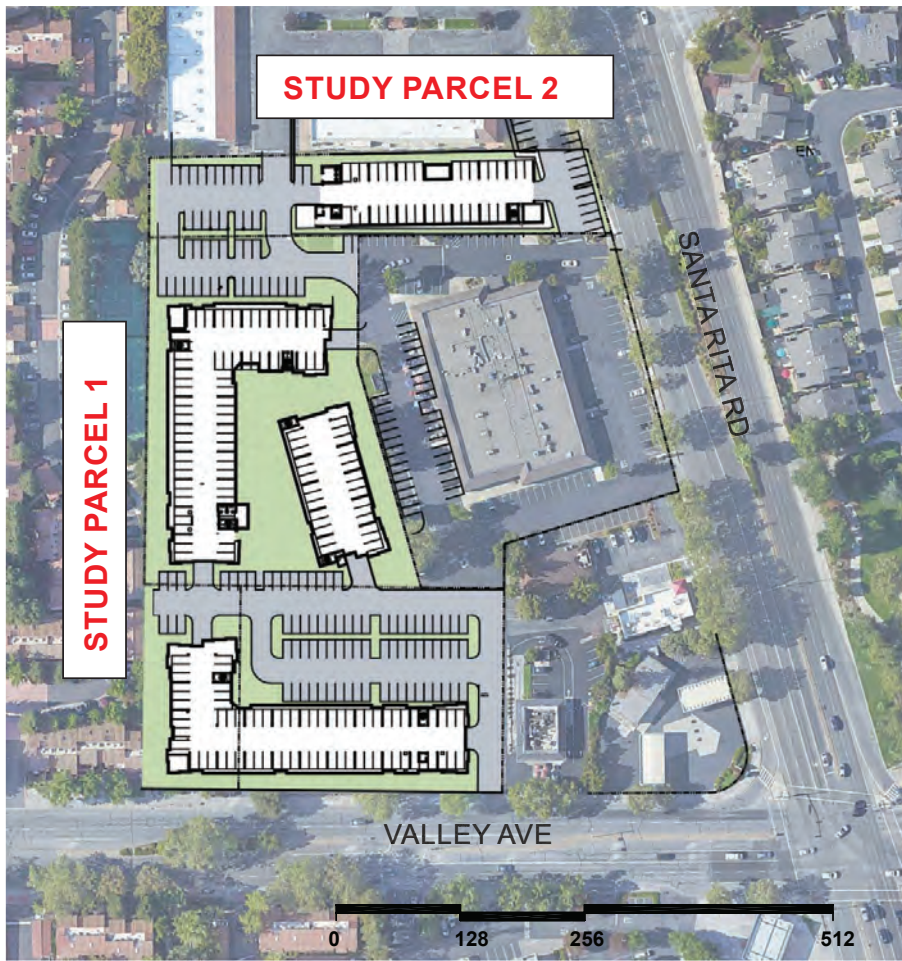 STUDY PARCEL 2
SANTA RITA RD
STUDY PARCEL 1
VALLEY AVE
0 128 256 512